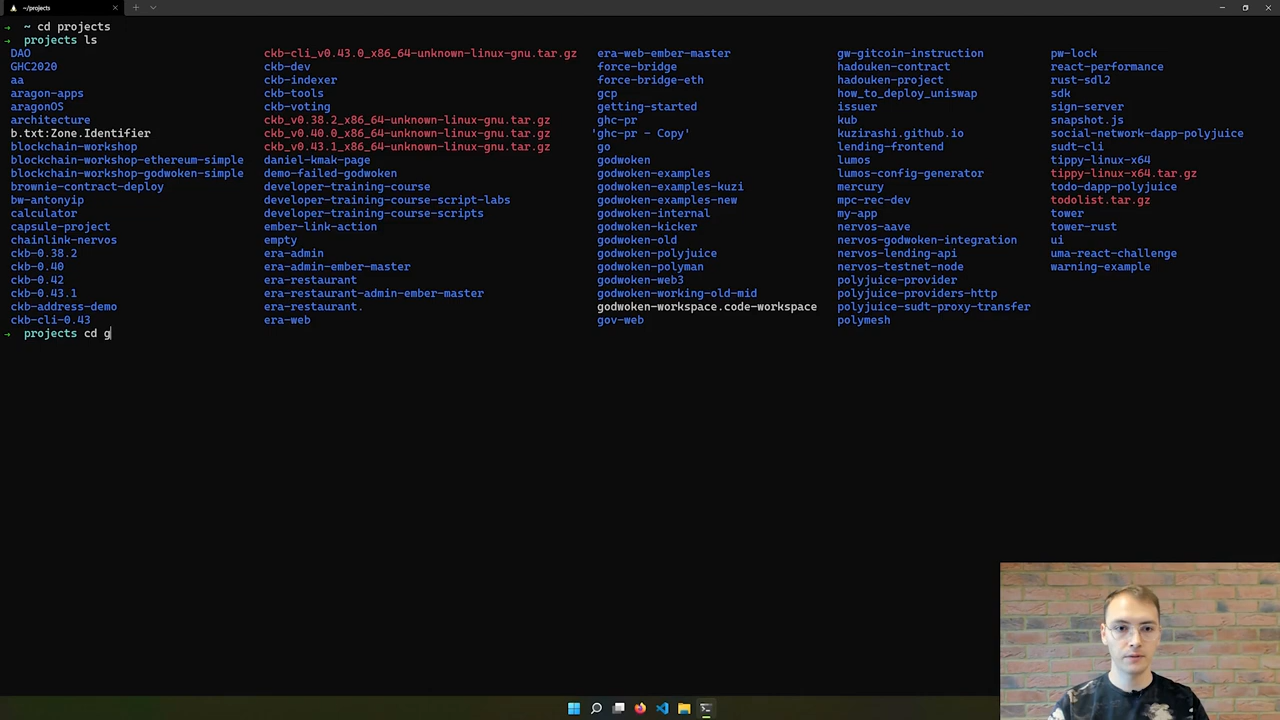 ~/projects
→ ~ cd projects
→ projects ls
DAO ckb-cli_v0.43.0_x86_64-unknown-linux-gnu.tar.gz era-web-ember-master gw-gitcoin-instruction pw-lock
GHC2020 ckb-dev force-bridge hadouken-contract react-performance
aa ckb-indexer force-bridge-eth hadouken-project rust-sdl2
aragon-apps ckb-tools gcp how_to_deploy_uniswap sdk
aragonOS ckb-voting getting-started issuer sign-server
architecture ckb_v0.38.2_x86_64-unknown-linux-gnu.tar.gz ghc-pr kub snapshot.js
b.txt:Zone.Identifier ckb_v0.40.0_x86_64-unknown-linux-gnu.tar.gz 'ghc-pr - Copy' kuzirashi.github.io social-network-dapp-polyjuice
blockchain-workshop ckb_v0.43.1_x86_64-unknown-linux-gnu.tar.gz go lending-frontend sudt-cli
blockchain-workshop-ethereum-simple daniel-kmak-page godwoken lumos tippy-linux-x64
blockchain-workshop-godwoken-simple demo-failed-godwoken godwoken-examples lumos-config-generator tippy-linux-x64.tar.gz
brownie-contract-deploy developer-training-course godwoken-examples-kuzi mercury todo-dapp-polyjuice
bw-antonyip developer-training-course-script-labs godwoken-examples-new mpc-rec-dev todolist.tar.gz
calculator developer-training-course-scripts godwoken-internal my-app tower
capsule-project ember-link-action godwoken-kicker nervos-aave tower-rust
chainlink-nervos empty godwoken-old nervos-godwoken-integration ui
ckb-0.38.2 era-admin godwoken-polyjuice nervos-lending-api uma-react-challenge
ckb-0.40 era-admin-ember-master godwoken-polyman nervos-testnet-node warning-example
ckb-0.42 era-restaurant godwoken-web3 polyjuice-provider
ckb-0.43.1 era-restaurant-admin-ember-master godwoken-working-old-mid polyjuice-providers-http
ckb-address-demo era-restaurant. godwoken-workspace.code-workspace polyjuice-sudt-proxy-transfer
ckb-cli-0.43 era-web gov-web polymesh
→ projects cd g